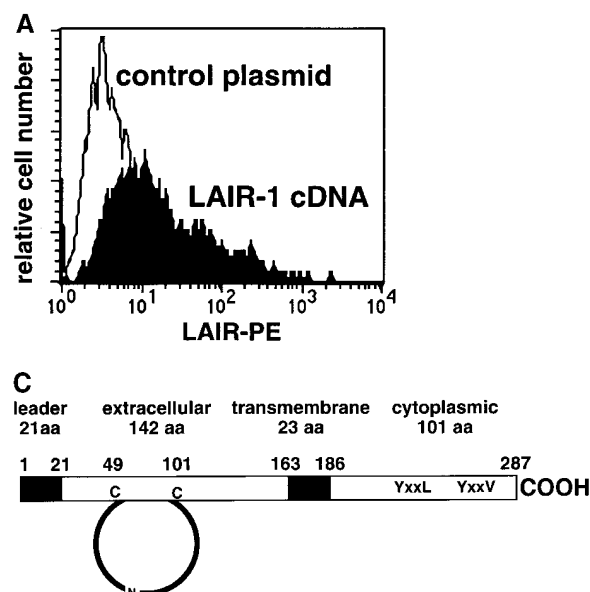 A
relative cell number
control plasmid
LAIR-1 cDNA
10⁰ 10¹ 10² 10³ 10⁴
LAIR-PE
C
leader extracellular transmembrane cytoplasmic
21aa 142 aa 23 aa 101 aa
1 21 49 101 163 186 287
C C YxxL YxxV COOH
N